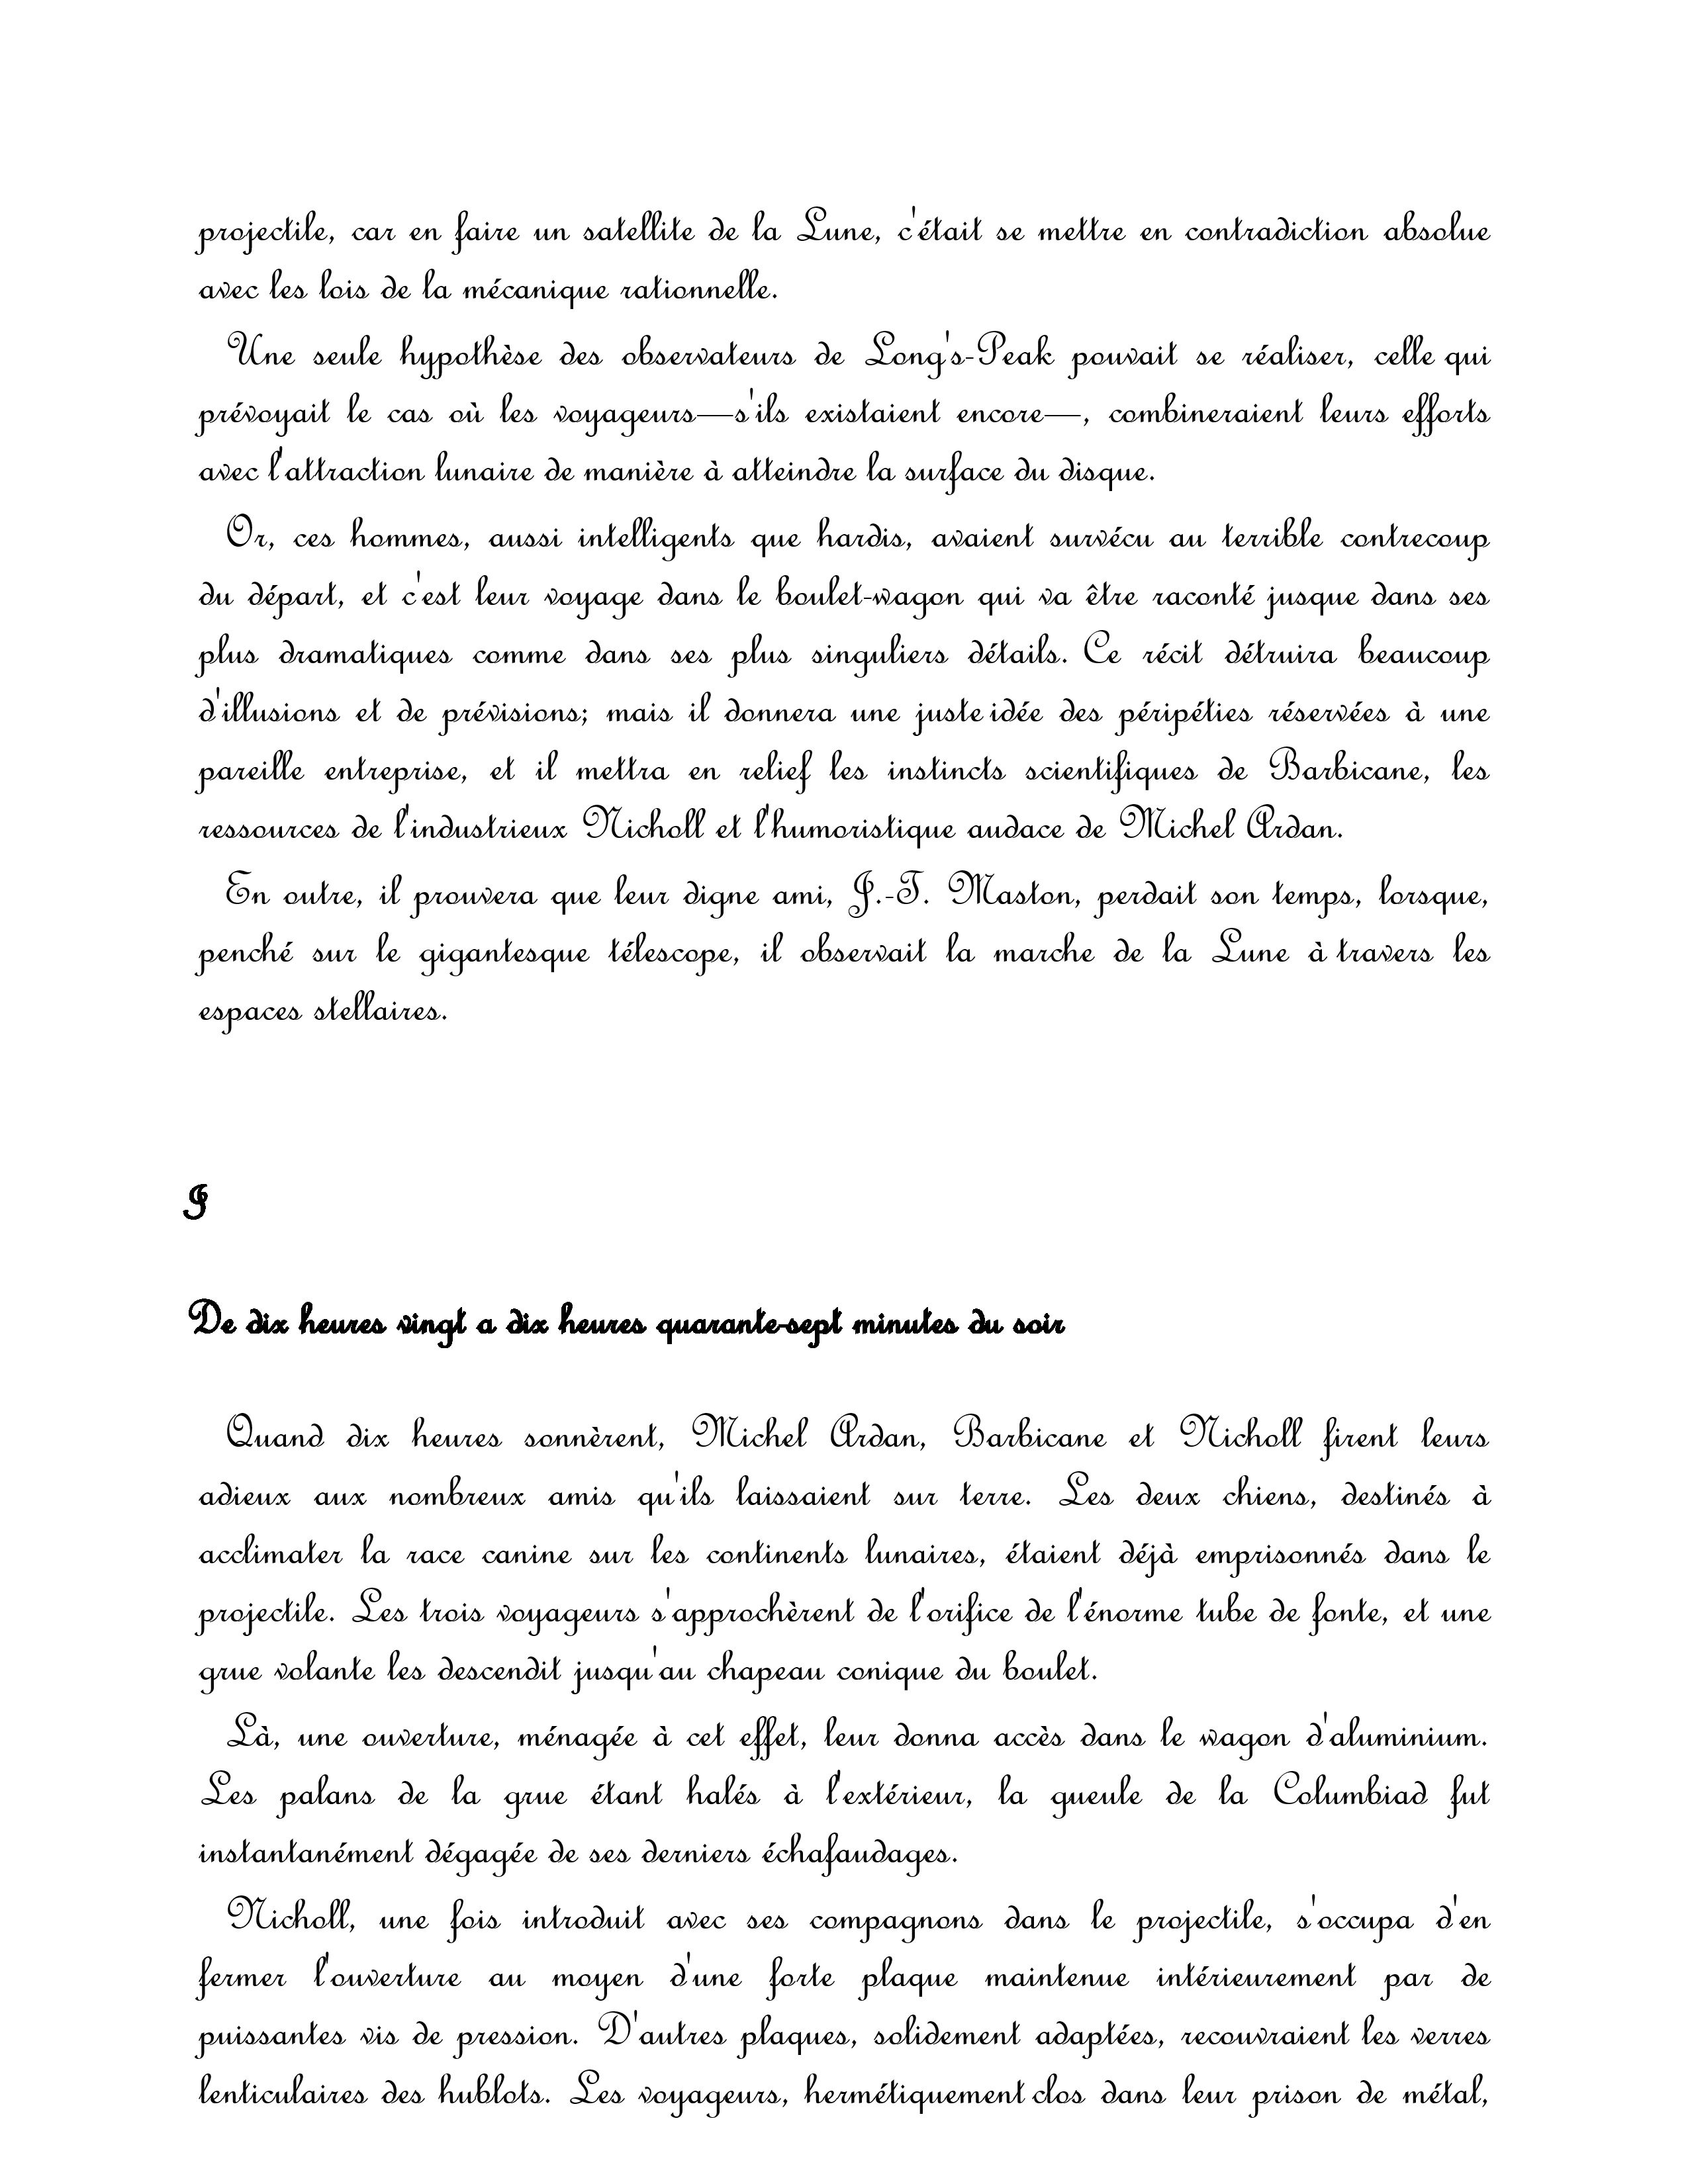 projectile, car en faire un satellite de la Lune, c'était se mettre en contradiction absolue
avec les lois de la mécanique rationnelle.
Une seule hypothèse des observateurs de Long's-Peak pouvait se réaliser, celle qui
prévoyait le cas où les voyageurs—s'ils existaient encore—, combineraient leurs efforts
avec l'attraction lunaire de manière à atteindre la surface du disque.
Or, ces hommes, aussi intelligents que hardis, avaient survécu au terrible contrecoup
du départ, et c'est leur voyage dans le boulet-wagon qui va être raconté jusque dans ses
plus dramatiques comme dans ses plus singuliers détails. Ce récit détruira beaucoup
d'illusions et de prévisions; mais il donnera une juste idée des péripéties réservées à une
pareille entreprise, et il mettra en relief les instincts scientifiques de Barbicane, les
ressources de l'industrieux Nicholl et l'humoristique audace de Michel Ardan.
En outre, il prouvera que leur digne ami, J.-T. Maston, perdait son temps, lorsque,
penché sur le gigantesque télescope, il observait la marche de la Lune à travers les
espaces stellaires.
I
De dix heures vingt a dix heures quarante-sept minutes du soir
Quand dix heures sonnèrent, Michel Ardan, Barbicane et Nicholl firent leurs
adieux aux nombreux amis qu'ils laissaient sur terre. Les deux chiens, destinés à
acclimater la race canine sur les continents lunaires, étaient déjà emprisonnés dans le
projectile. Les trois voyageurs s'approchèrent de l'orifice de l'énorme tube de fonte, et une
grue volante les descendit jusqu'au chapeau conique du boulet.
Là, une ouverture, ménagée à cet effet, leur donna accès dans le wagon d'aluminium.
Les palans de la grue étant halés à l'extérieur, la gueule de la Columbiad fut
instantanément dégagée de ses derniers échafaudages.
Nicholl, une fois introduit avec ses compagnons dans le projectile, s'occupa d'en
fermer l'ouverture au moyen d'une forte plaque maintenue intérieurement par de
puissantes vis de pression. D'autres plaques, solidement adaptées, recouvraient les verres
lenticulaires des hublots. Les voyageurs, hermétiquement clos dans leur prison de métal,